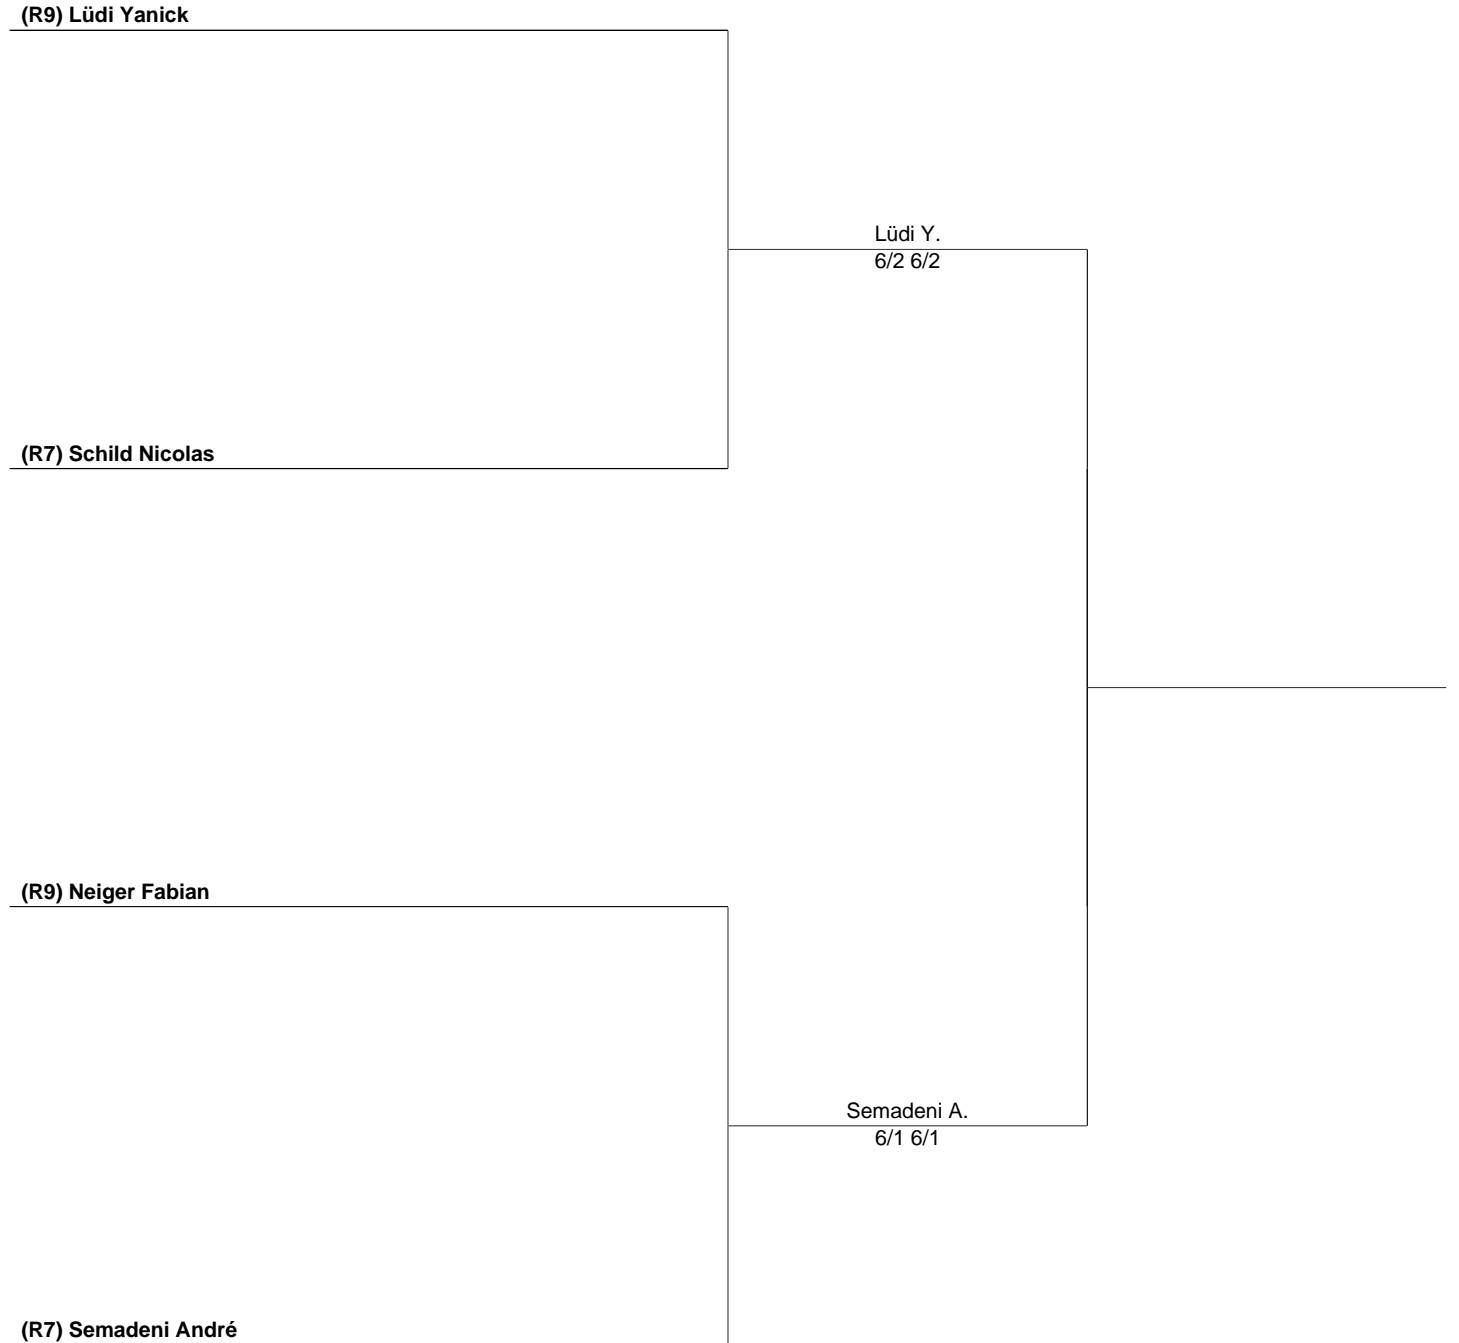 (R9) Lüdi Yanick
Lüdi Y.
6/2 6/2
(R7) Schild Nicolas
(R9) Neiger Fabian
Semadeni A.
6/1 6/1
(R7) Semadeni André